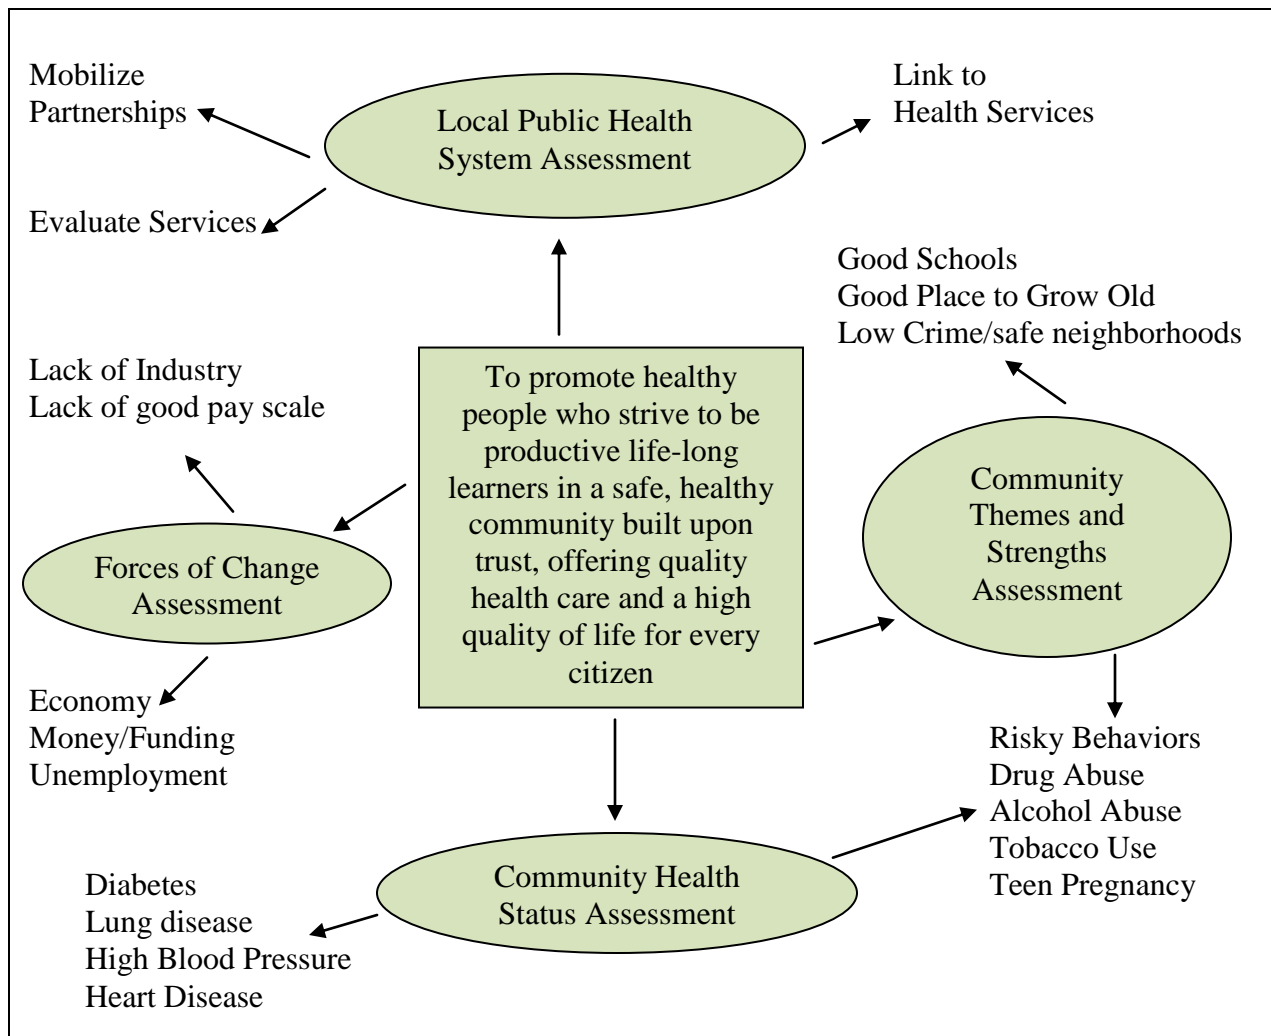 Mobilize
Partnerships
Local Public Health
System Assessment
Link to
Health Services
Evaluate Services
Good Schools
Good Place to Grow Old
Low Crime/safe neighborhoods
Lack of Industry
Lack of good pay scale
To promote healthy
people who strive to be
productive life-long
learners in a safe, healthy
community built upon
trust, offering quality
health care and a high
quality of life for every
citizen
Community
Themes and
Strengths
Assessment
Forces of Change
Assessment
Economy
Money/Funding
Unemployment
Risky Behaviors
Drug Abuse
Alcohol Abuse
Tobacco Use
Teen Pregnancy
Community Health
Status Assessment
Diabetes
Lung disease
High Blood Pressure
Heart Disease